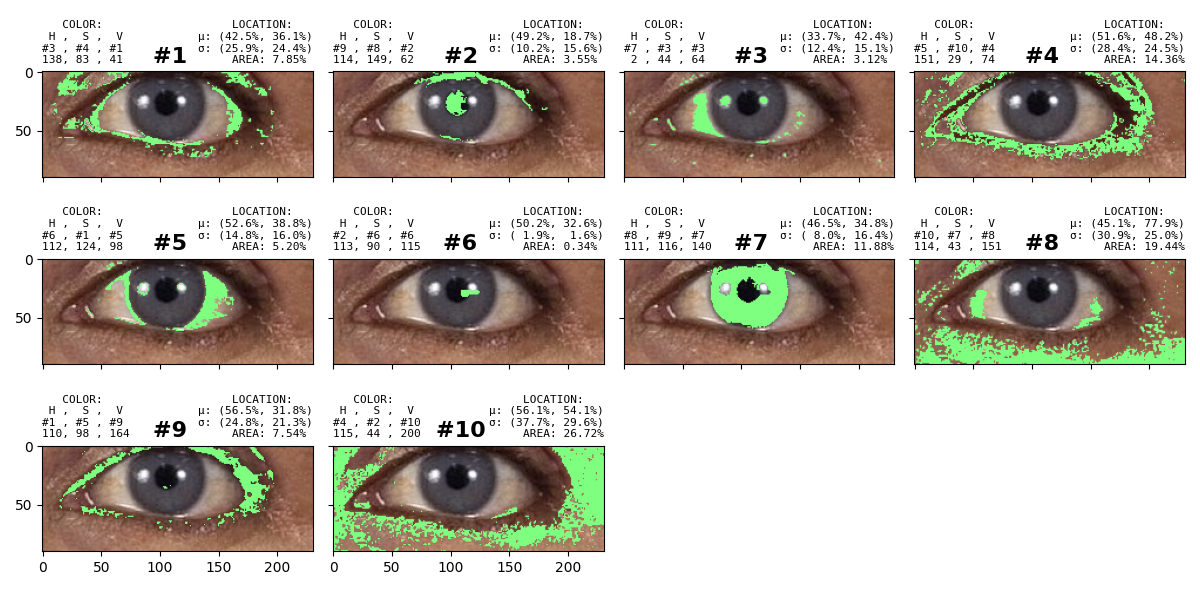 COLOR: LOCATION:
H , S , V μ: (42.5%, 36.1%)
#3 , #4 , #1 #1 σ: (25.9%, 24.4%)
138, 83 , 41 AREA: 7.85%
COLOR: LOCATION:
H , S , V μ: (49.2%, 18.7%)
#9 , #8 , #2 #2 σ: (10.2%, 15.6%)
114, 149, 62 AREA: 3.55%
COLOR: LOCATION:
H , S , V μ: (33.7%, 42.4%)
#7 , #3 , #3 #3 σ: (12.4%, 15.1%)
2 , 44 , 64 AREA: 3.12%
COLOR: LOCATION:
H , S , V μ: (51.6%, 48.2%)
#5 , #10, #4 #4 σ: (28.4%, 24.5%)
151, 29 , 74 AREA: 14.36%
0
50
COLOR: LOCATION:
H , S , V μ: (52.6%, 38.8%)
#6 , #1 , #5 #5 σ: (14.8%, 16.0%)
112, 124, 98 AREA: 5.20%
COLOR: LOCATION:
H , S , V μ: (50.2%, 32.6%)
#2 , #6 , #6 #6 σ: ( 1.9%, 1.6%)
113, 90 , 115 AREA: 0.34%
COLOR: LOCATION:
H , S , V μ: (46.5%, 34.8%)
#8 , #9 , #7 #7 σ: ( 8.0%, 16.4%)
111, 116, 140 AREA: 11.88%
COLOR: LOCATION:
H , S , V μ: (45.1%, 77.9%)
#10, #7 , #8 #8 σ: (30.9%, 25.0%)
114, 43 , 151 AREA: 19.44%
0
50
COLOR: LOCATION:
H , S , V μ: (56.5%, 31.8%)
#1 , #5 , #9 #9 σ: (24.8%, 21.3%)
110, 98 , 164 AREA: 7.54%
COLOR: LOCATION:
H , S , V μ: (56.1%, 54.1%)
#4 , #2 , #10 #10 σ: (37.7%, 29.6%)
115, 44 , 200 AREA: 26.72%
0
50
0 50 100 150 200
0 50 100 150 200